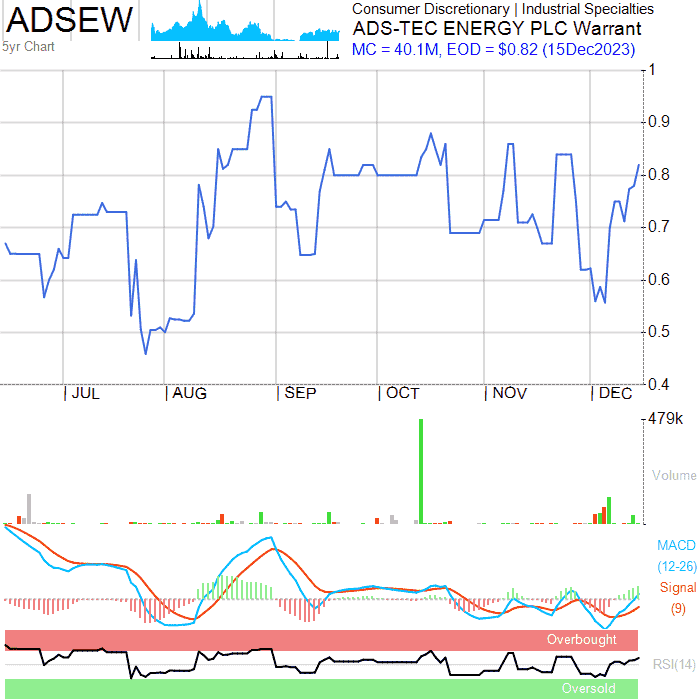 ADSEW
5yr Chart
Consumer Discretionary | Industrial Specialties
ADS-TEC ENERGY PLC Warrant
MC = 40.1M, EOD = $0.82 (15Dec2023)
1
0.9
0.8
0.7
0.6
0.5
0.4
JUL AUG SEP OCT NOV DEC
479k
Volume
MACD
(12-26)
Signal
(9)
Overbought
RSI(14)
Oversold